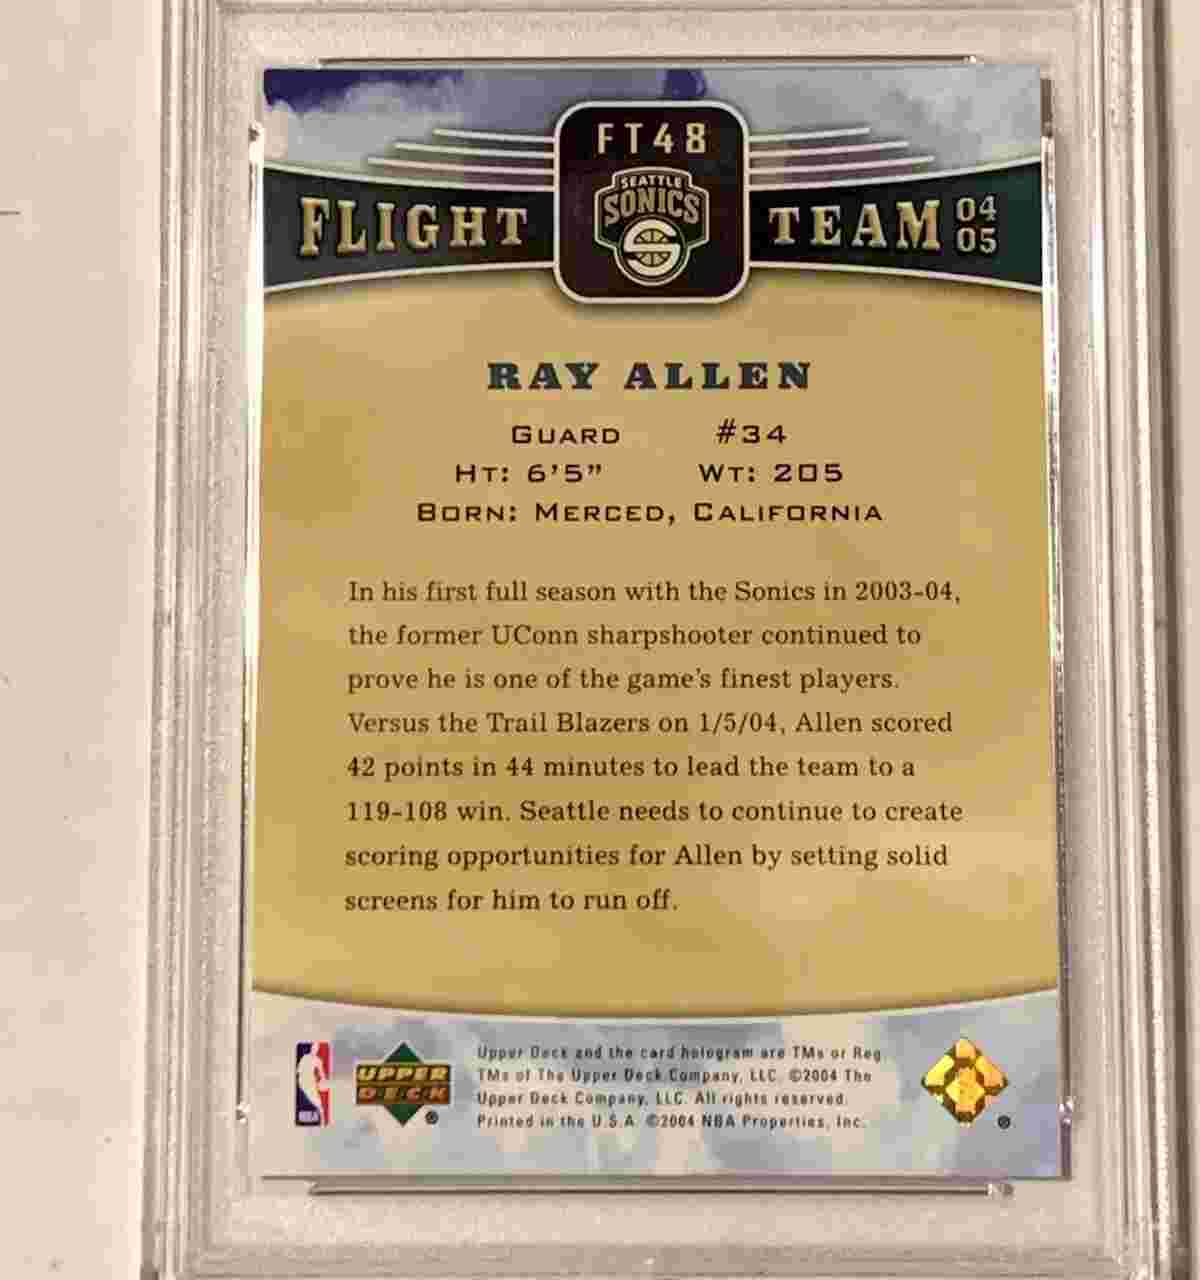 FT48
SEATTLE
SONICS
FLIGHT TEAM 04
05
RAY ALLEN
GUARD #34
HT: 6'5" WT: 205
BORN: MERCED, CALIFORNIA
In his first full season with the Sonics in 2003-04,
the former UConn sharpshooter continued to
prove he is one of the game's finest players.
Versus the Trail Blazers on 1/5/04, Allen scored
42 points in 44 minutes to lead the team to a
119-108 win. Seattle needs to continue to create
scoring opportunities for Allen by setting solid
screens for him to run off.
NBA
UPPER
DECK
®
Upper Deck and the card hologram are TMs or Reg.
TMs of The Upper Deck Company, LLC. ©2004 The
Upper Deck Company, LLC. All rights reserved.
Printed in the U.S.A. ©2004 NBA Properties, Inc.
®